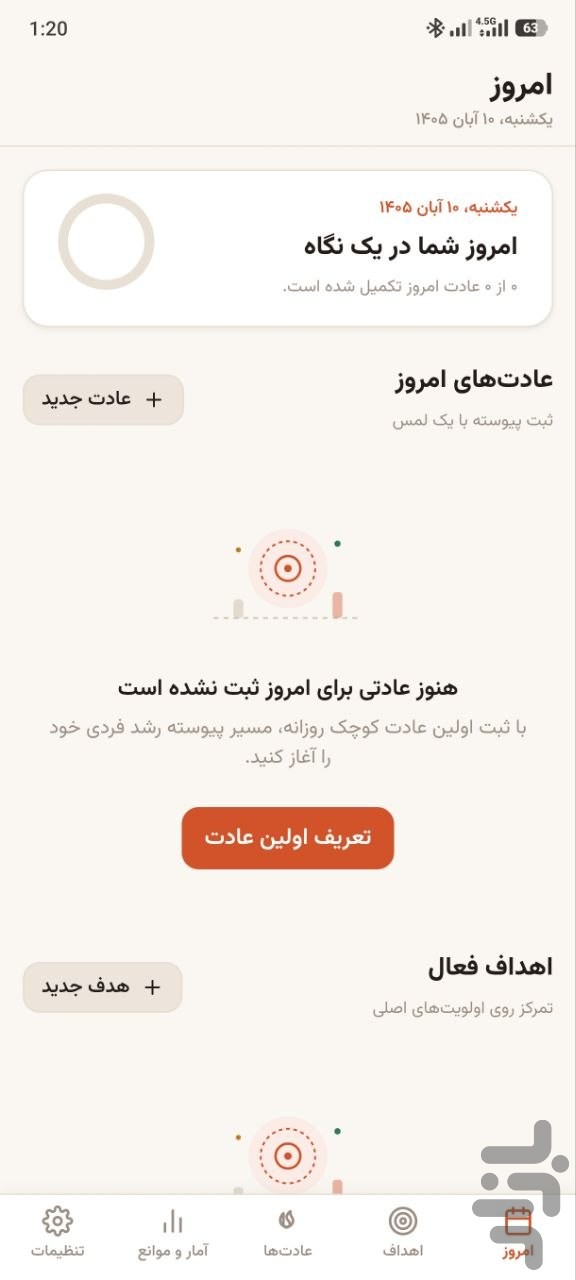 1:20
4.5G
63
امروز
یکشنبه، ۱۰ آبان ۱۴۰۵
یکشنبه، ۱۰ آبان ۱۴۰۵
امروز شما در یک نگاه
۰ از ۰ عادت امروز تکمیل شده است.
عادت‌های امروز
ثبت پیوسته با یک لمس
+ عادت جدید
هنوز عادتی برای امروز ثبت نشده است
با ثبت اولین عادت کوچک روزانه، مسیر پیوسته رشد فردی خود
را آغاز کنید.
تعریف اولین عادت
اهداف فعال
تمرکز روی اولویت‌های اصلی
+ هدف جدید
امروز
اهداف
عادت‌ها
آمار و موانع
تنظیمات